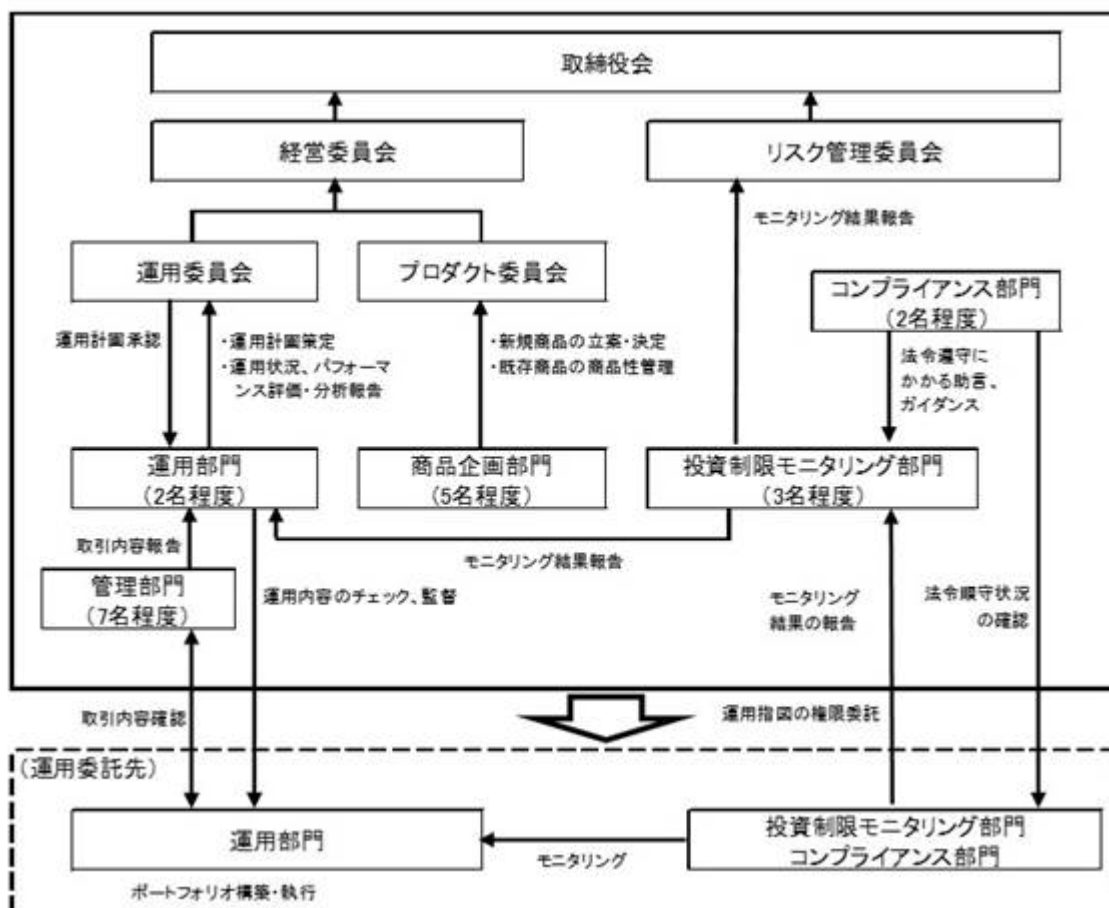 取締役会
経営委員会
リスク管理委員会
モニタリング結果報告
運用委員会
プロダクト委員会
コンプライアンス部門
(2名程度)
運用計画承認
・運用計画策定
・運用状況、パフォーマ
ンス評価・分析報告
・新規商品の立案・決定
・既存商品の商品性管理
法令遵守に
かかる助言、
ガイダンス
運用部門
(2名程度)
商品企画部門
(5名程度)
投資制限モニタリング部門
(3名程度)
取引内容報告
モニタリング結果報告
管理部門
(7名程度)
運用内容のチェック、監督
モニタリング
結果の報告
法令順守状況
の確認
取引内容確認
運用指図の権限委託
(運用委託先)
運用部門
モニタリング
投資制限モニタリング部門
コンプライアンス部門
ポートフォリオ構築・執行